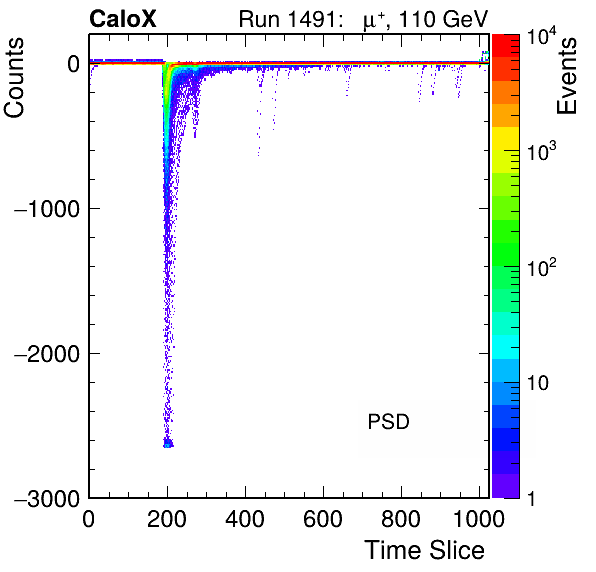 CaloX Run 1491: μ⁺, 110 GeV
Counts
Events
0
−1000
−2000
−3000
0 200 400 600 800 1000
Time Slice
PSD
10⁴
10³
10²
10
1